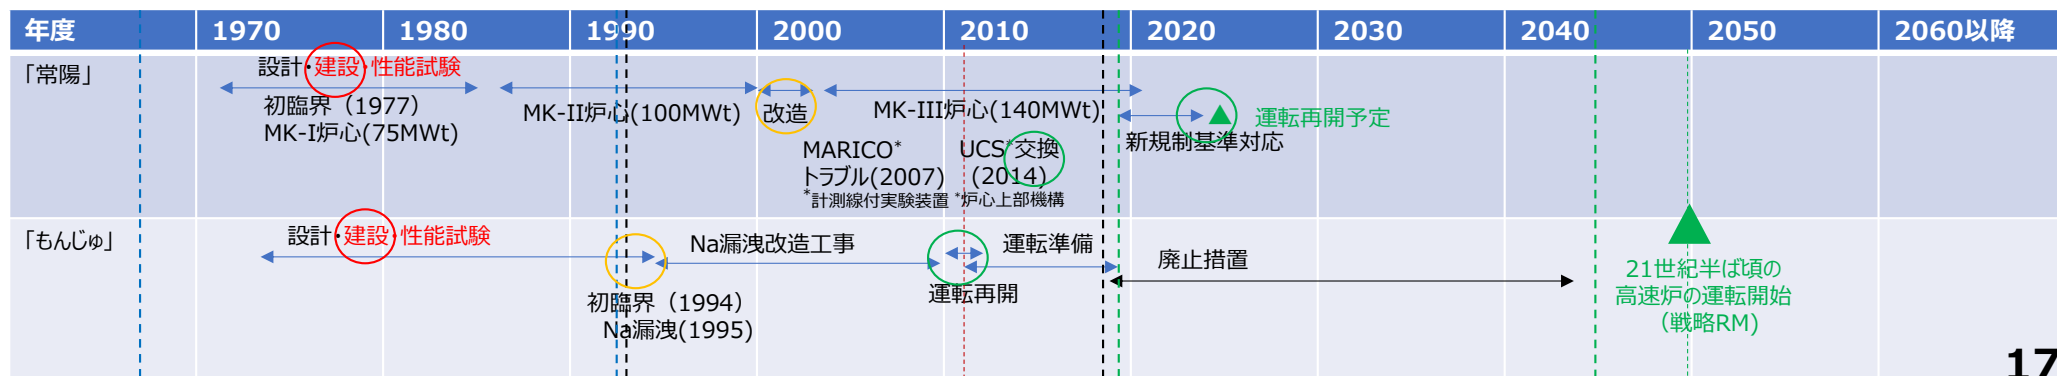 年度 1970 1980 1990 2000 2010 2020 2030 2040 2050 2060以降
「常陽」
設計・建設・性能試験
初臨界（1977）
MK-I炉心(75MWt)
MK-II炉心(100MWt)
改造
MK-III炉心(140MWt)
MARICO*
トラブル(2007)
*計測線付実験装置
UCS*交換
(2014)
*炉心上部機構
新規制基準対応
運転再開予定
「もんじゅ」
設計・建設・性能試験
初臨界（1994）
Na漏洩(1995)
Na漏洩改造工事
運転再開
運転準備
廃止措置
21世紀半ば頃の
高速炉の運転開始
（戦略RM)
17